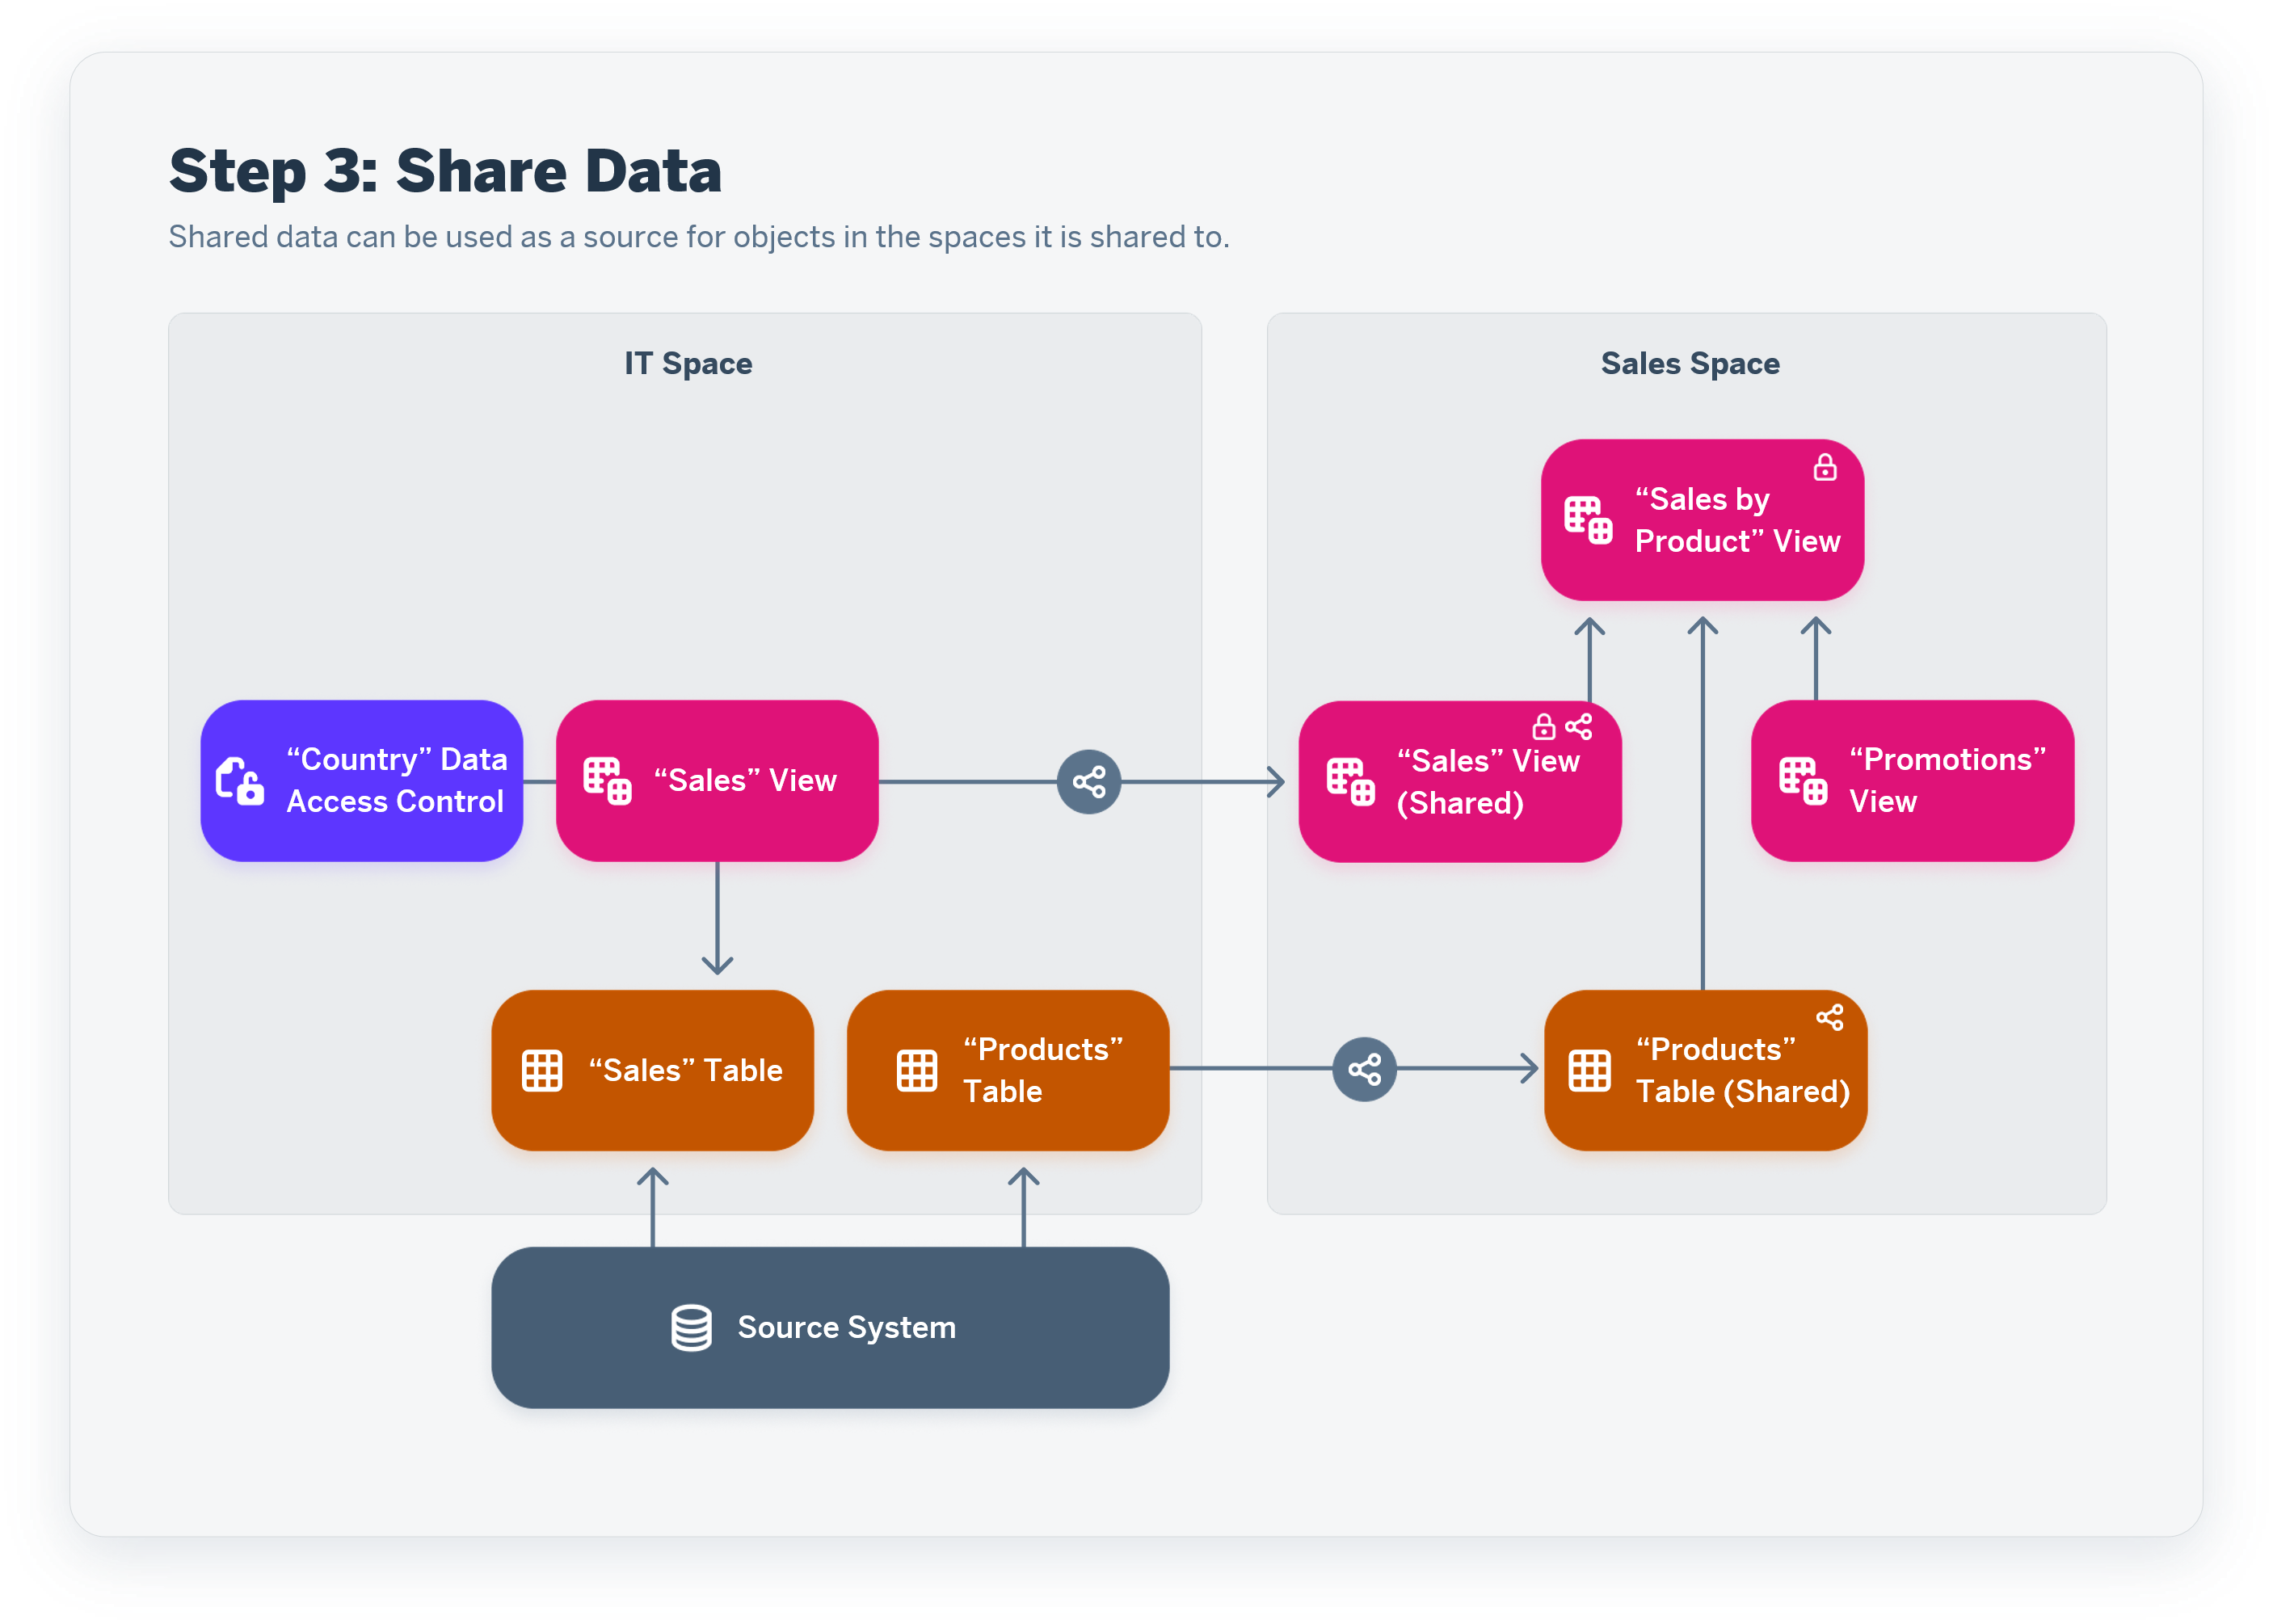 Step 3: Share Data
Shared data can be used as a source for objects in the spaces it is shared to.
IT Space
“Country” Data
Access Control
“Sales” View
“Sales” Table
“Products”
Table
Source System
Sales Space
“Sales by
Product” View
“Sales” View
(Shared)
“Promotions”
View
“Products”
Table (Shared)